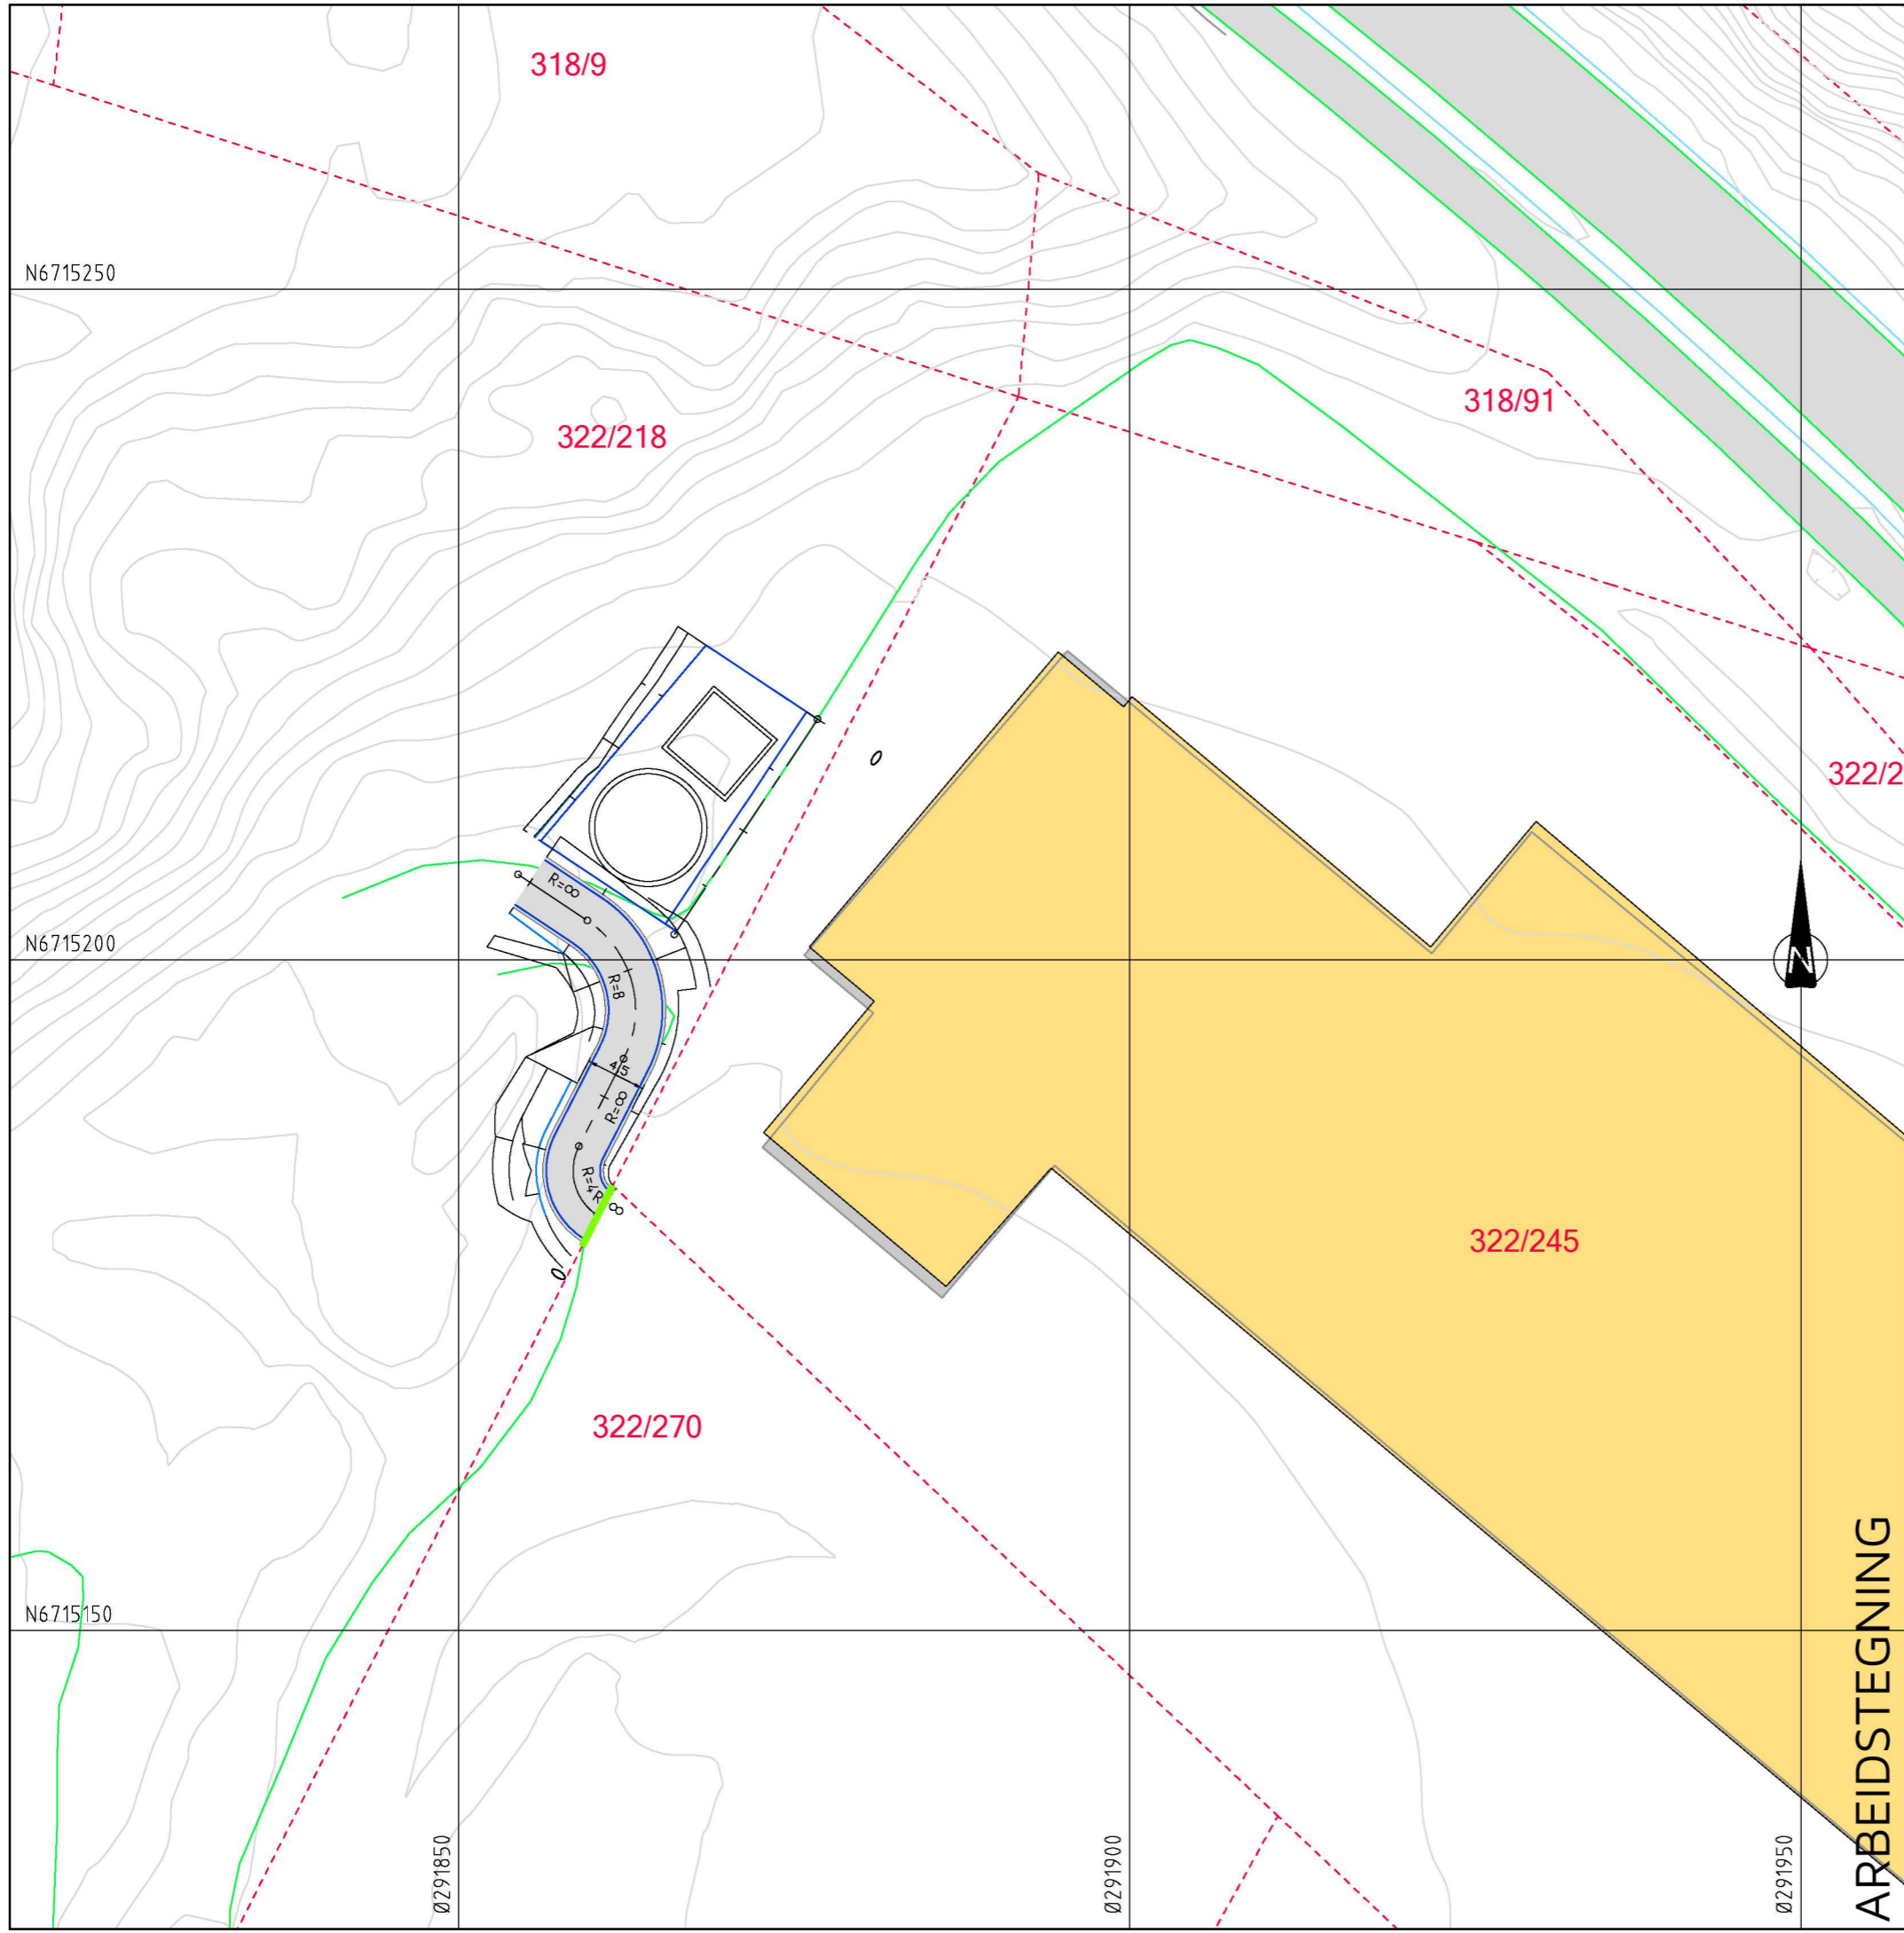 318/9
N6715250
318/91
322/218
322/2
R=∞
N6715200
N
R=8
4,5
R=∞
R=4
R
∞
322/245
322/270
N6715150
Ø291850
Ø291900
Ø291950
ARBEIDSTEGNING